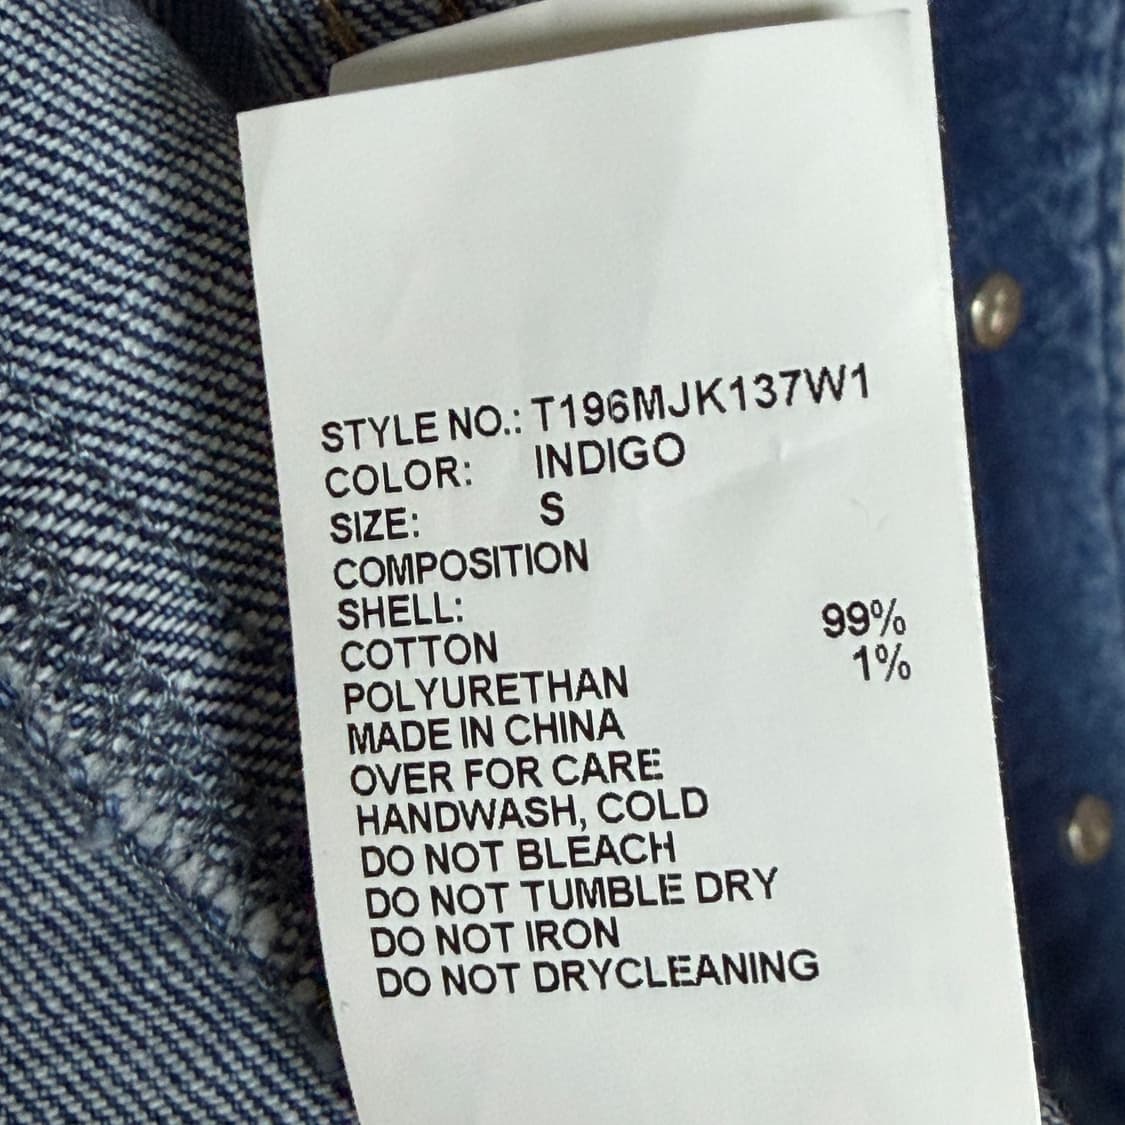 STYLE NO.: T196MJK137W1
COLOR: INDIGO
SIZE: S
COMPOSITION
SHELL:
COTTON 99%
POLYURETHAN 1%
MADE IN CHINA
OVER FOR CARE
HANDWASH, COLD
DO NOT BLEACH
DO NOT TUMBLE DRY
DO NOT IRON
DO NOT DRYCLEANING